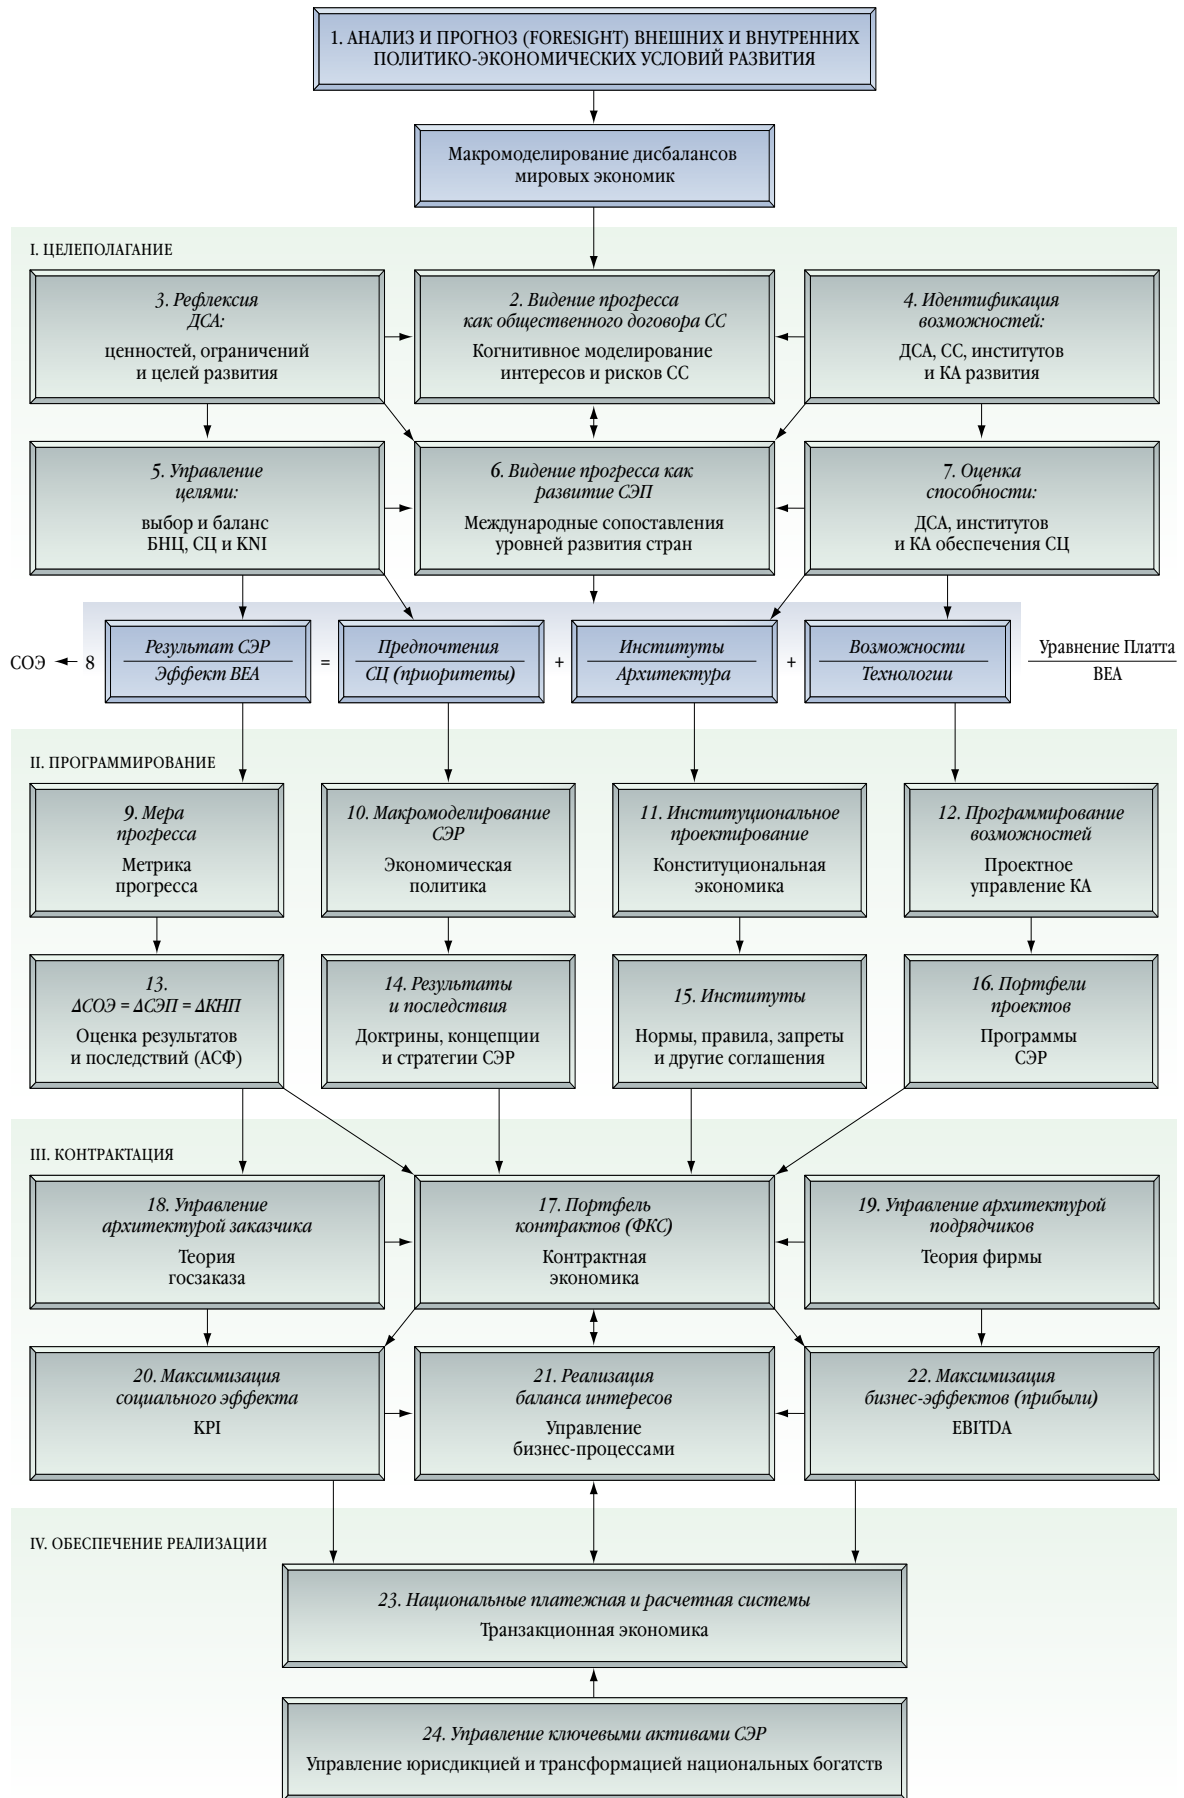 1. АНАЛИЗ И ПРОГНОЗ (FORESIGHT) ВНЕШНИХ И ВНУТРЕННИХ
ПОЛИТИКО-ЭКОНОМИЧЕСКИХ УСЛОВИЙ РАЗВИТИЯ
Макромоделирование дисбалансов
мировых экономик
I. ЦЕЛЕПОЛАГАНИЕ
3. Рефлексия
ДСА:
ценностей, ограничений
и целей развития
2. Видение прогресса
как общественного договора СС
Когнитивное моделирование
интересов и рисков СС
4. Идентификация
возможностей:
ДСА, СС, институтов
и КА развития
5. Управление
целями:
выбор и баланс
БНЦ, СЦ и KNI
6. Видение прогресса как
развитие СЭП
Международные сопоставления
уровней развития стран
7. Оценка
способности:
ДСА, институтов
и КА обеспечения СЦ
СОЭ
8
Результат СЭР
Эффект ВЕА
=
Предпочтения
СЦ (приоритеты)
+
Институты
Архитектура
+
Возможности
Технологии
Уравнение Платта
ВЕА
II. ПРОГРАММИРОВАНИЕ
9. Мера
прогресса
Метрика
прогресса
10. Макромоделирование
СЭР
Экономическая
политика
11. Институциональное
проектирование
Конституциональная
экономика
12. Программирование
возможностей
Проектное
управление КА
13.
ΔСОЭ = ΔСЭП = ΔКНП
Оценка результатов
и последствий (АСФ)
14. Результаты
и последствия
Доктрины, концепции
и стратегии СЭР
15. Институты
Нормы, правила, запреты
и другие соглашения
16. Портфели
проектов
Программы
СЭР
III. КОНТРАКТАЦИЯ
18. Управление
архитектурой заказчика
Теория
госзаказа
17. Портфель
контрактов (ФКС)
Контрактная
экономика
19. Управление архитектурой
подрядчиков
Теория фирмы
20. Максимизация
социального эффекта
KPI
21. Реализация
баланса интересов
Управление
бизнес-процессами
22. Максимизация
бизнес-эффектов (прибыли)
EBITDA
IV. ОБЕСПЕЧЕНИЕ РЕАЛИЗАЦИИ
23. Национальные платежная и расчетная системы
Транзакционная экономика
24. Управление ключевыми активами СЭР
Управление юрисдикцией и трансформацией национальных богатств